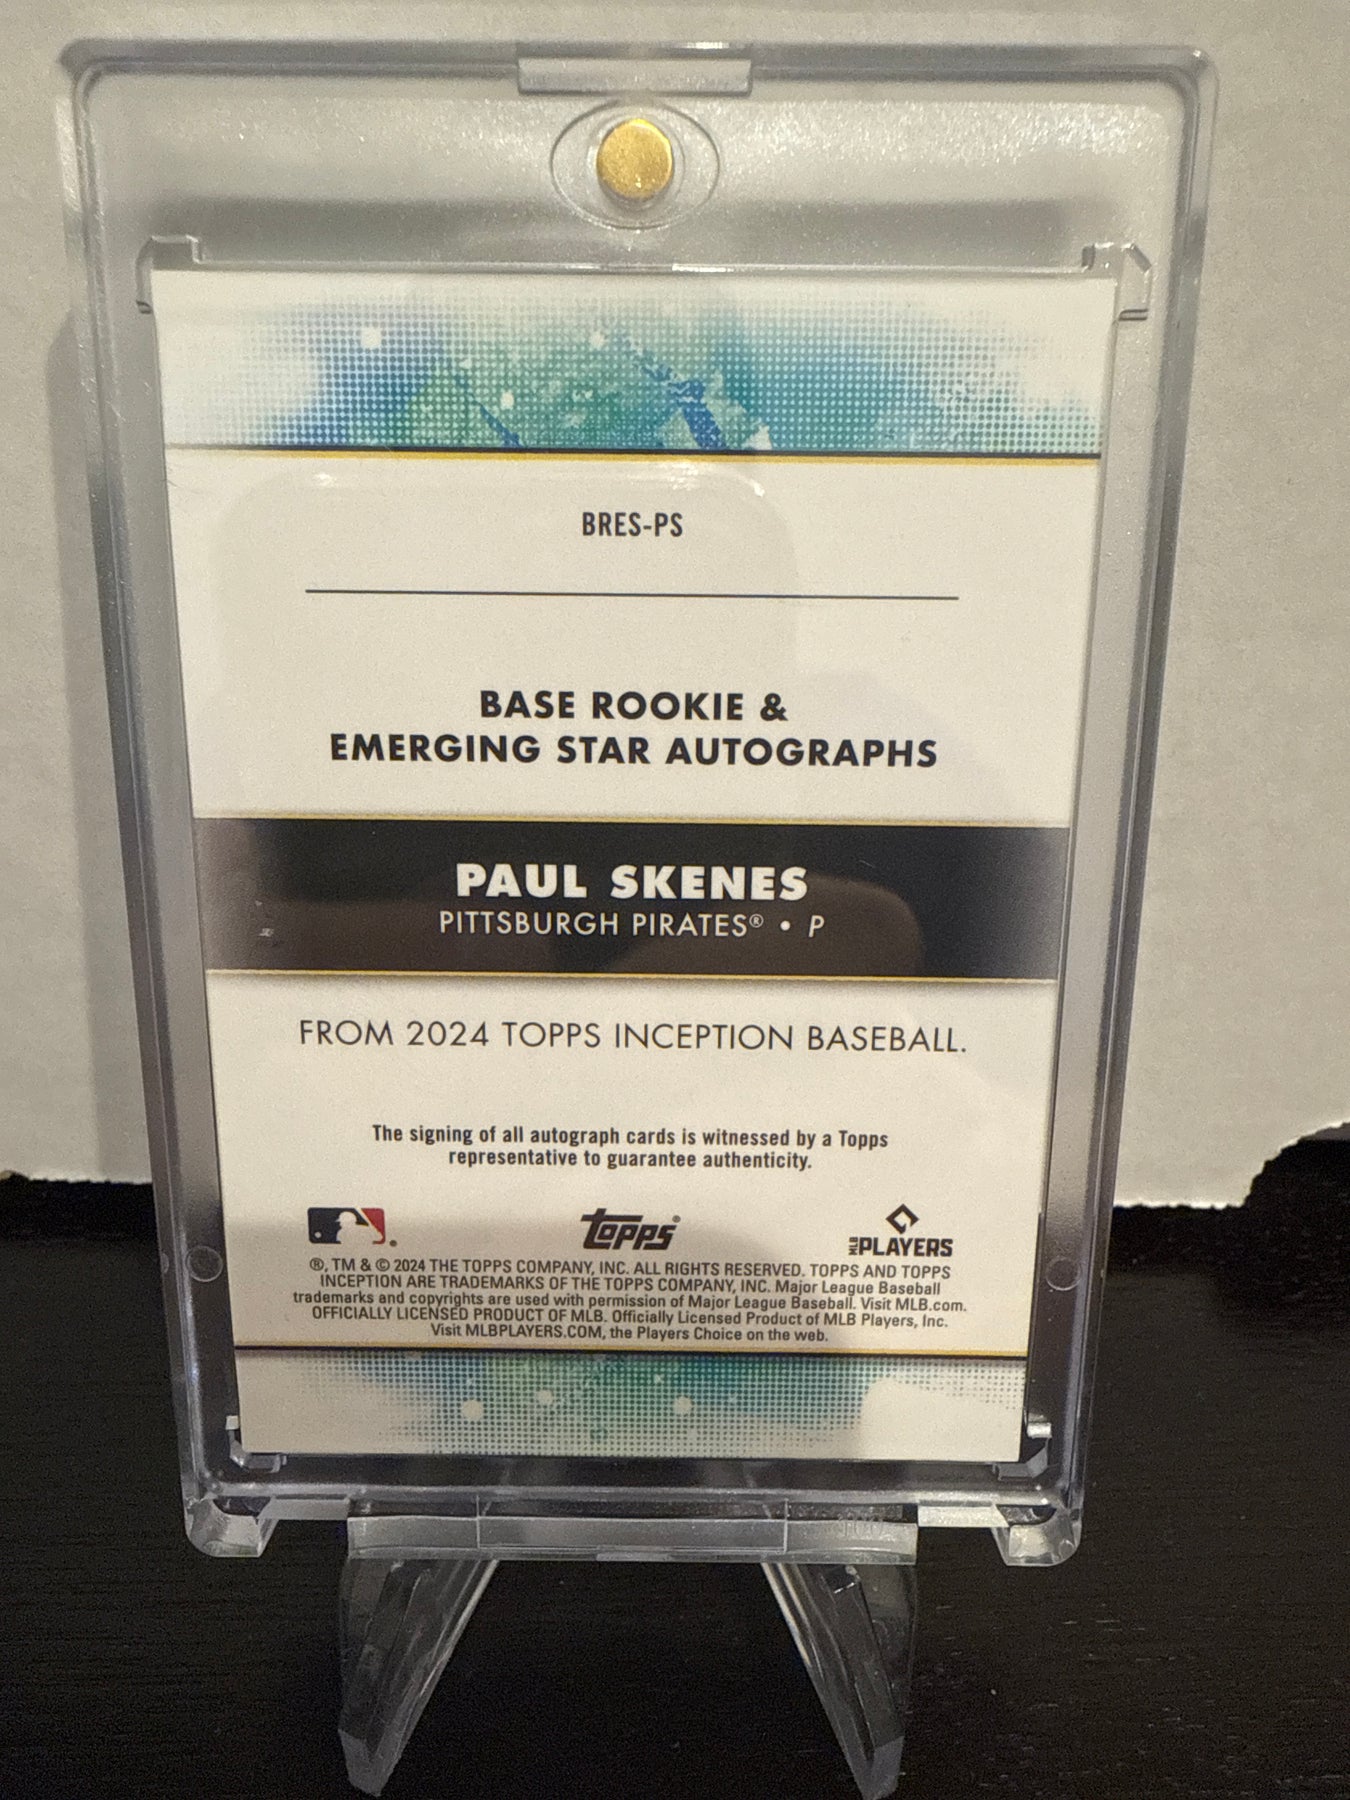 BRES-PS
BASE ROOKIE &
EMERGING STAR AUTOGRAPHS
PAUL SKENES
PITTSBURGH PIRATES® • P
FROM 2024 TOPPS INCEPTION BASEBALL.
The signing of all autograph cards is witnessed by a Topps
representative to guarantee authenticity.
Topps®
MLB PLAYERS
®, TM & © 2024 THE TOPPS COMPANY, INC. ALL RIGHTS RESERVED. TOPPS AND TOPPS
INCEPTION ARE TRADEMARKS OF THE TOPPS COMPANY, INC. Major League Baseball
trademarks and copyrights are used with permission of Major League Baseball. Visit MLB.com.
OFFICIALLY LICENSED PRODUCT OF MLB. Officially Licensed Product of MLB Players, Inc.
Visit MLBPLAYERS.COM, the Players Choice on the web.